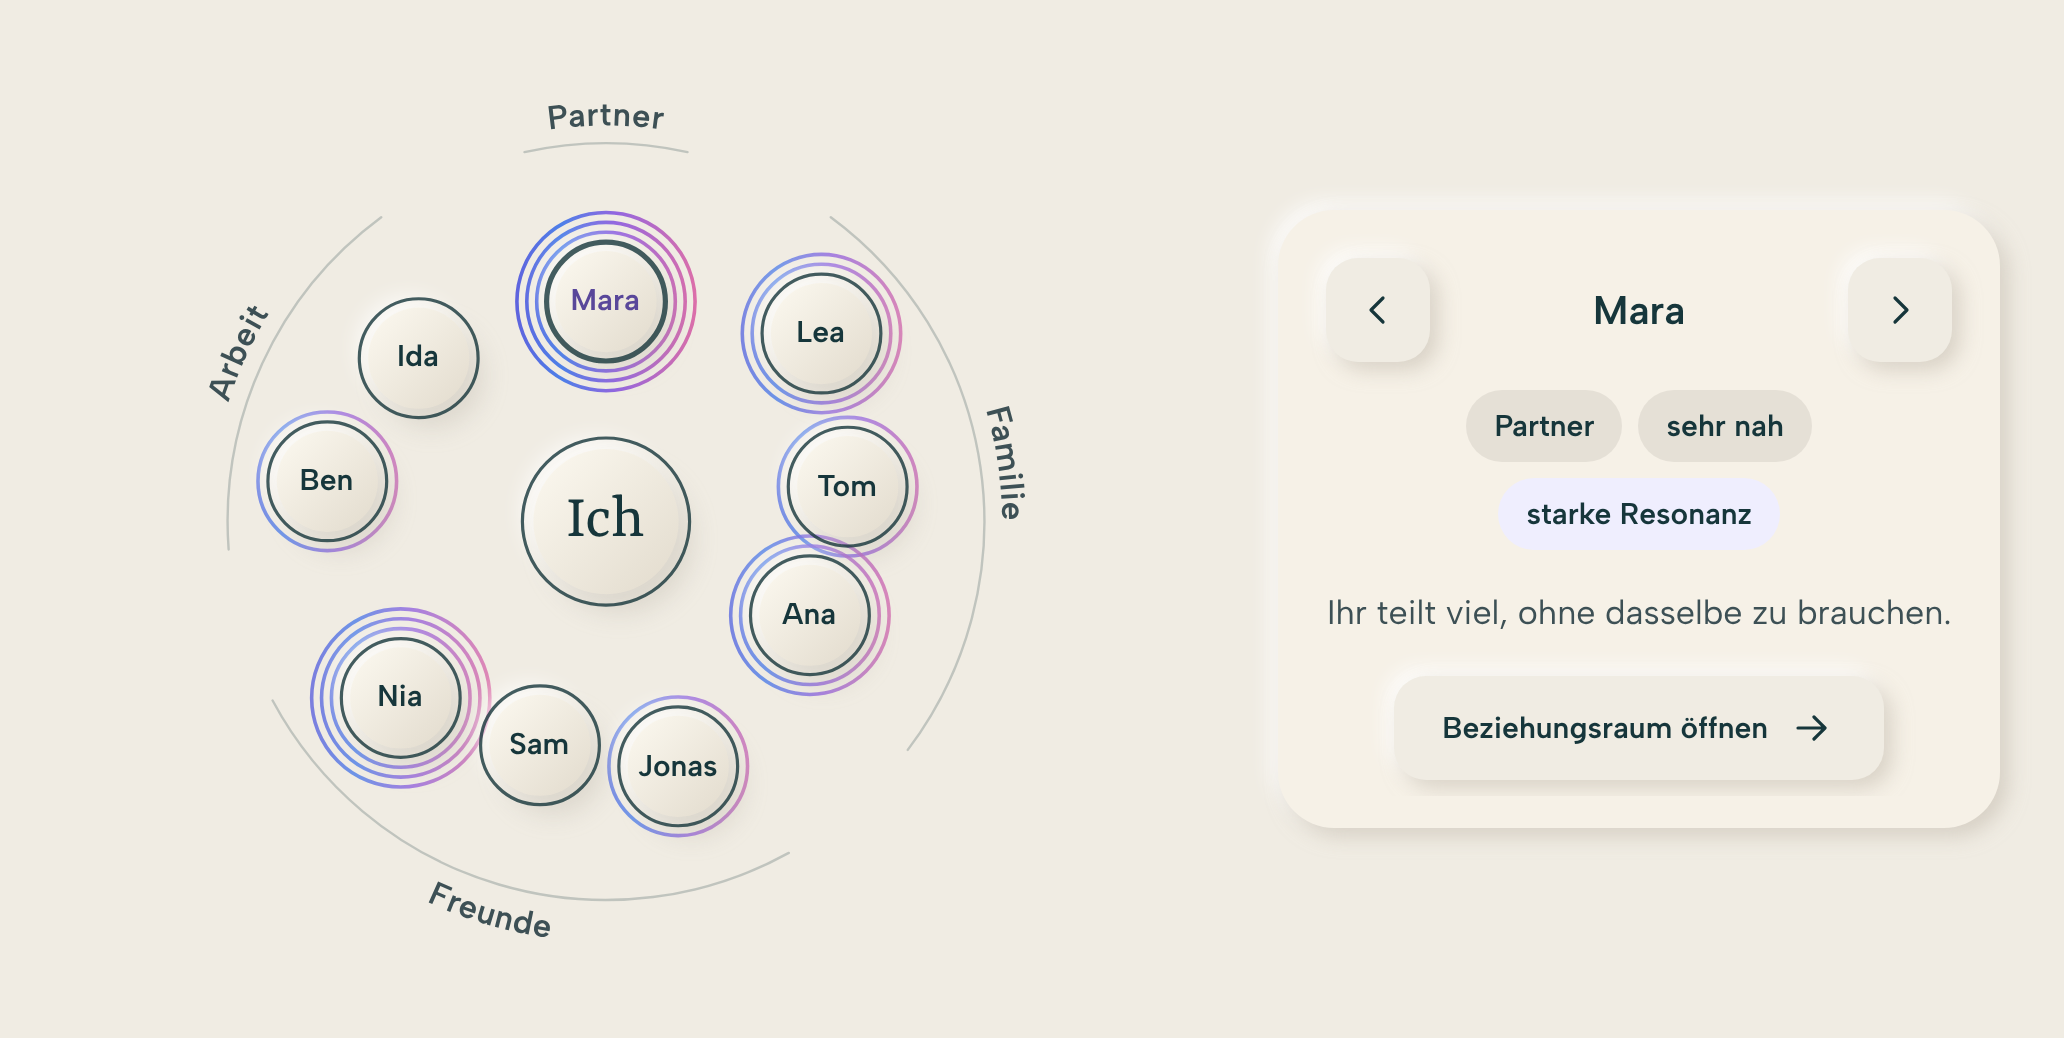 Partner
Arbeit
Ida
Mara
Lea
Familie
Ben
Ich
Tom
Ana
Nia
Sam
Jonas
Freunde
Mara
Partner
sehr nah
starke Resonanz
Ihr teilt viel, ohne dasselbe zu brauchen.
Beziehungsraum öffnen